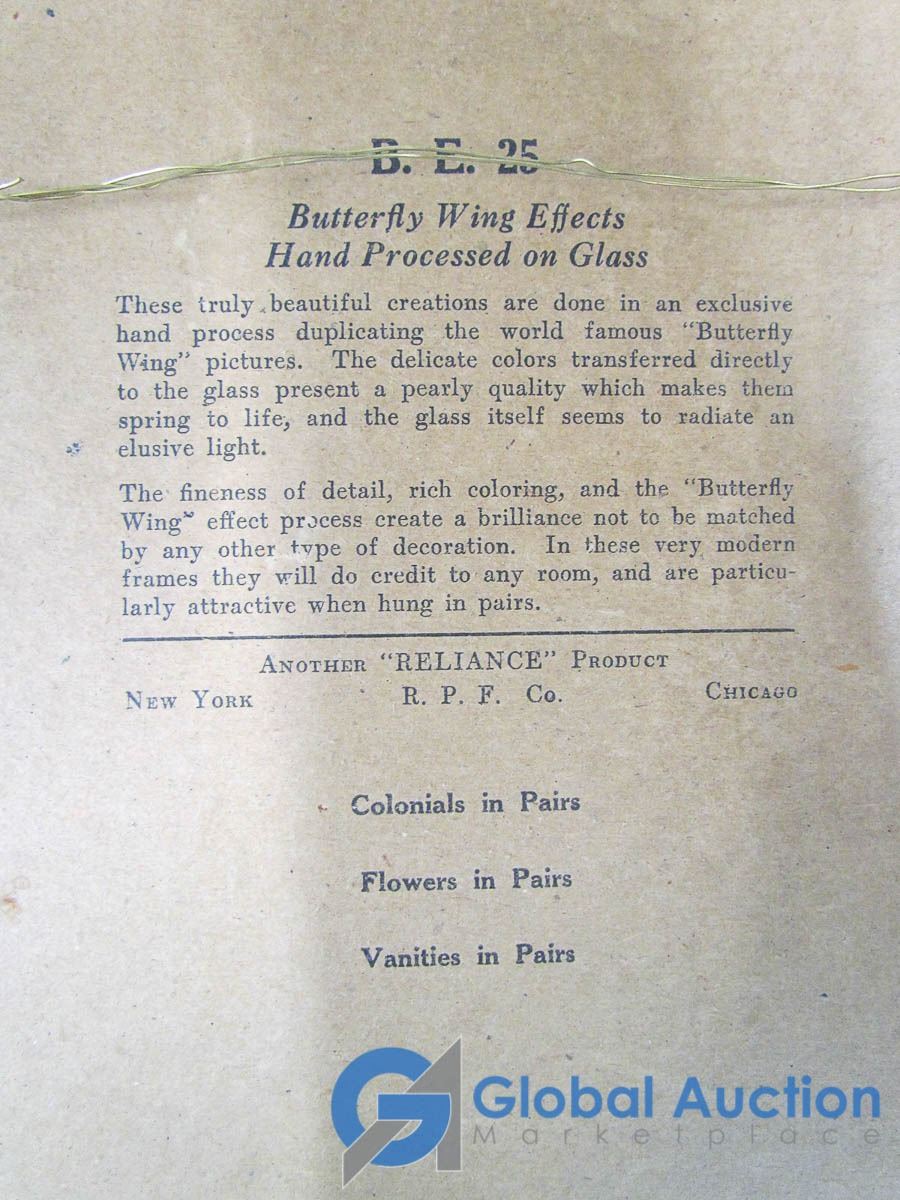 B. E. 25
Butterfly Wing Effects
Hand Processed on Glass
These truly beautiful creations are done in an exclusive
hand process duplicating the world famous "Butterfly
Wing" pictures. The delicate colors transferred directly
to the glass present a pearly quality which makes them
spring to life, and the glass itself seems to radiate an
elusive light.
The fineness of detail, rich coloring, and the "Butterfly
Wing" effect process create a brilliance not to be matched
by any other type of decoration. In these very modern
frames they will do credit to any room, and are particu-
larly attractive when hung in pairs.
ANOTHER "RELIANCE" PRODUCT
NEW YORK R. P. F. Co. CHICAGO
Colonials in Pairs
Flowers in Pairs
Vanities in Pairs
Global Auction
Marketplace